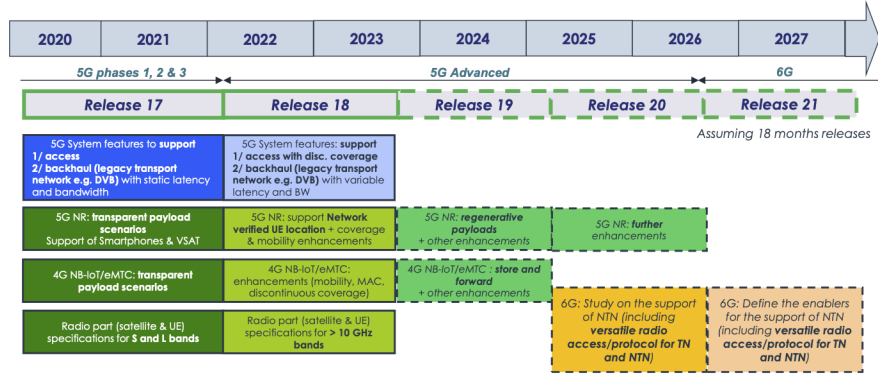 2020 2021 2022 2023 2024 2025 2026 2027
5G phases 1, 2 & 3 5G Advanced 6G
Release 17 Release 18 Release 19 Release 20 Release 21
Assuming 18 months releases
5G System features to support
1/ access
2/ backhaul (legacy transport
network e.g. DVB) with static latency
and bandwidth
5G System features: support
1/ access with disc. coverage
2/ backhaul (legacy transport
network e.g. DVB) with variable
latency and BW
5G NR: transparent payload
scenarios
Support of Smartphones & VSAT
5G NR: support Network
verified UE location + coverage
& mobility enhancements
5G NR: regenerative
payloads
+ other enhancements
5G NR: further
enhancements
4G NB-IoT/eMTC: transparent
payload scenarios
4G NB-IoT/eMTC:
enhancements (mobility, MAC,
discontinuous coverage)
4G NB-IoT/eMTC : store and
forward
+ other enhancements
Radio part (satellite & UE)
specifications for S and L bands
Radio part (satellite & UE)
specifications for > 10 GHz
bands
6G: Study on the support
of NTN (including
versatile radio
access/protocol for TN
and NTN)
6G: Define the enablers
for the support of NTN
(including versatile radio
access/protocol for TN
and NTN)